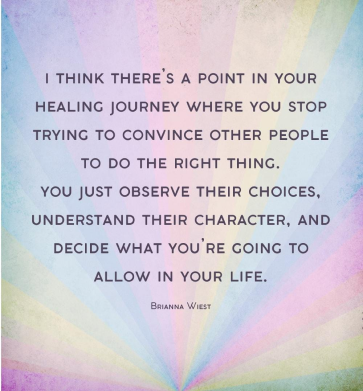 I THINK THERE'S A POINT IN YOUR
HEALING JOURNEY WHERE YOU STOP
TRYING TO CONVINCE OTHER PEOPLE
TO DO THE RIGHT THING.
YOU JUST OBSERVE THEIR CHOICES,
UNDERSTAND THEIR CHARACTER, AND
DECIDE WHAT YOU'RE GOING TO
ALLOW IN YOUR LIFE.
BRIANNA WIEST